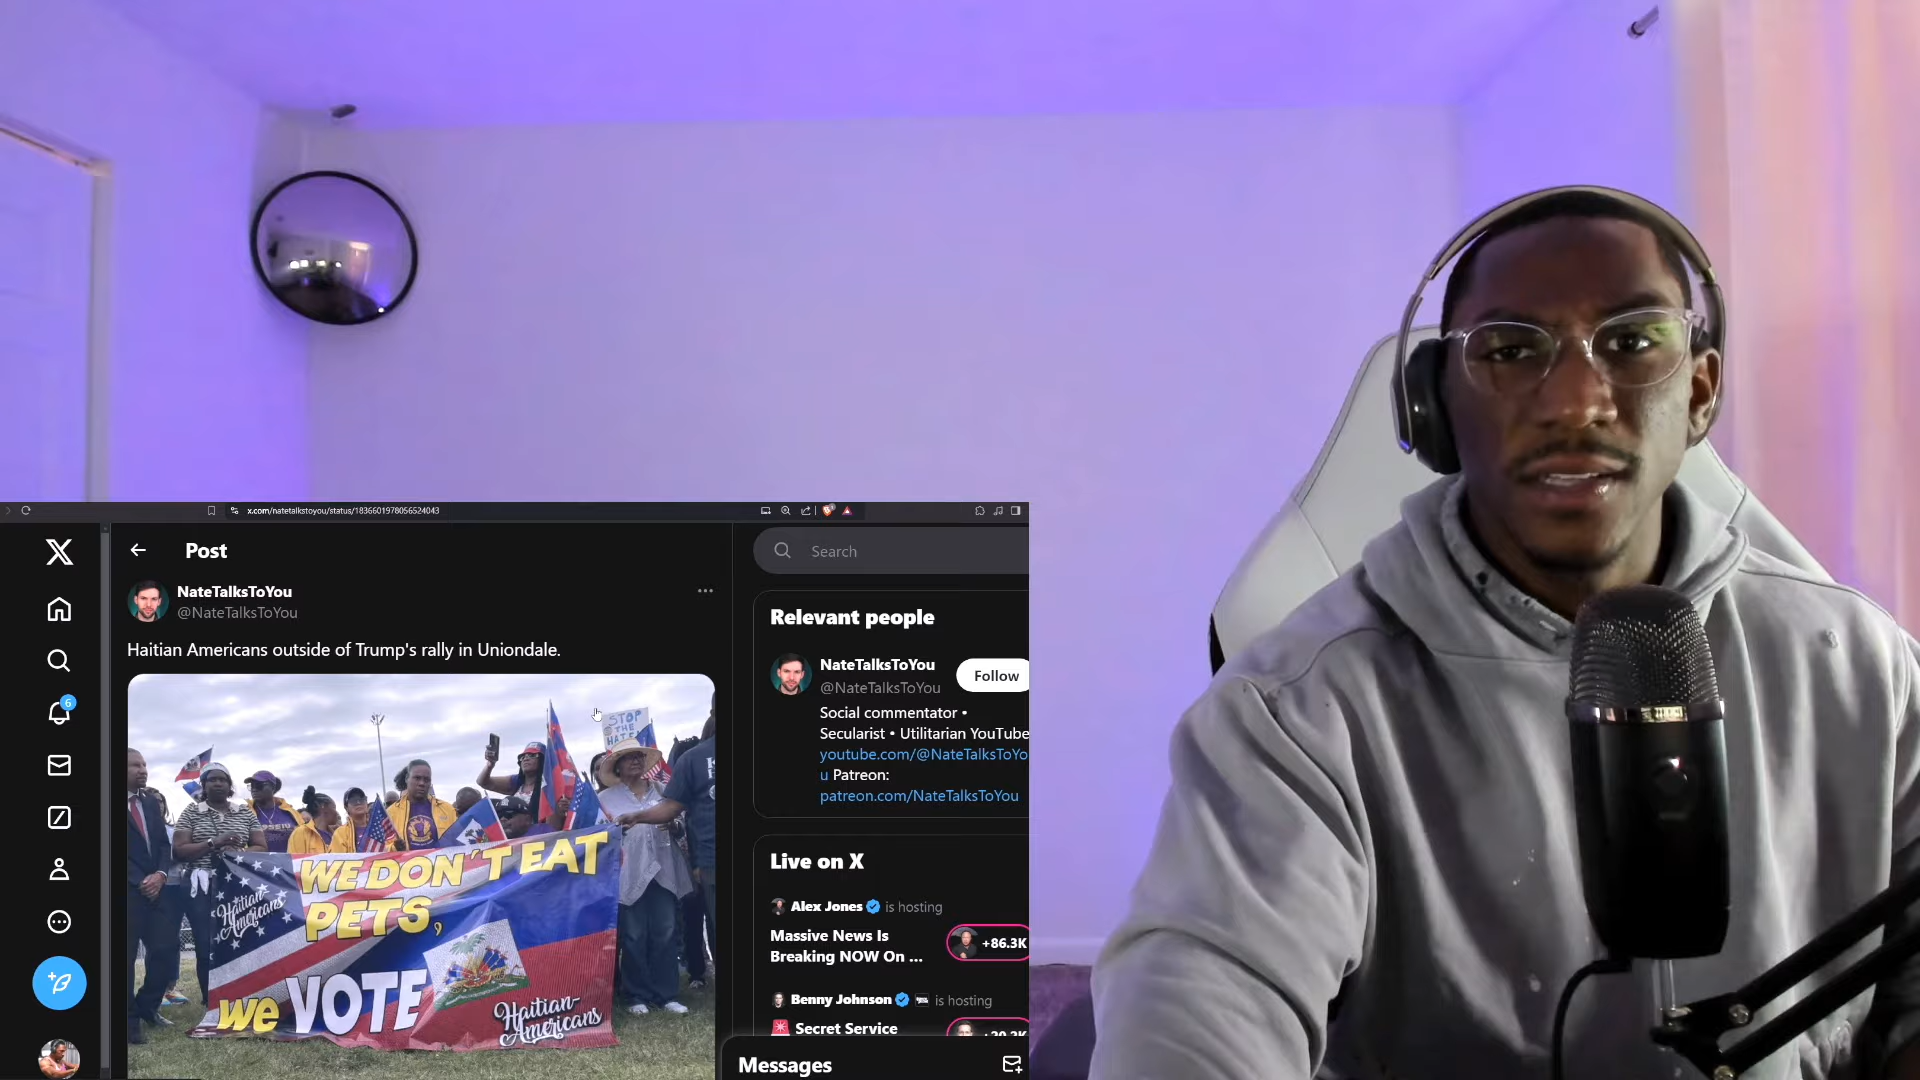 x.com/natetalkstoyou/status/1836601978056524043
Post
Search
NateTalksToYou
@NateTalksToYou
Haitian Americans outside of Trump's rally in Uniondale.
STOP
THE
HATE!
Haitian-
Americans
WE DON'T EAT
PETS,
we VOTE
Haitian-
Americans
6
Relevant people
NateTalksToYou
@NateTalksToYou
Follow
Social commentator •
Secularist • Utilitarian YouTube
youtube.com/@NateTalksToYo
u Patreon:
patreon.com/NateTalksToYou
Live on X
Alex Jones is hosting
Massive News Is
Breaking NOW On ...
+86.3K
Benny Johnson is hosting
Secret Service
Messages